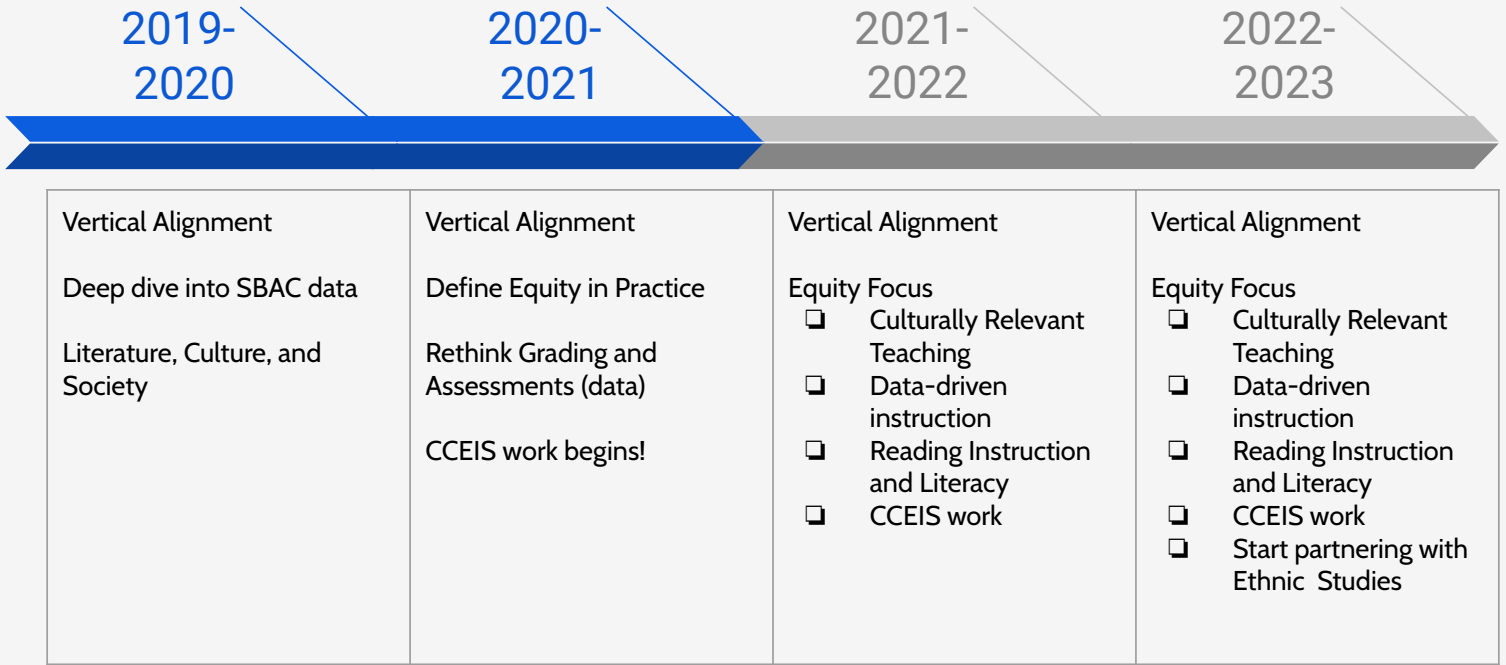 2019-
2020
2020-
2021
2021-
2022
2022-
2023
Vertical Alignment
Deep dive into SBAC data
Literature, Culture, and
Society
Vertical Alignment
Define Equity in Practice
Rethink Grading and
Assessments (data)
CCEIS work begins!
Vertical Alignment
Equity Focus
❏ Culturally Relevant
Teaching
❏ Data-driven
instruction
❏ Reading Instruction
and Literacy
❏ CCEIS work
Vertical Alignment
Equity Focus
❏ Culturally Relevant
Teaching
❏ Data-driven
instruction
❏ Reading Instruction
and Literacy
❏ CCEIS work
❏ Start partnering with
Ethnic  Studies